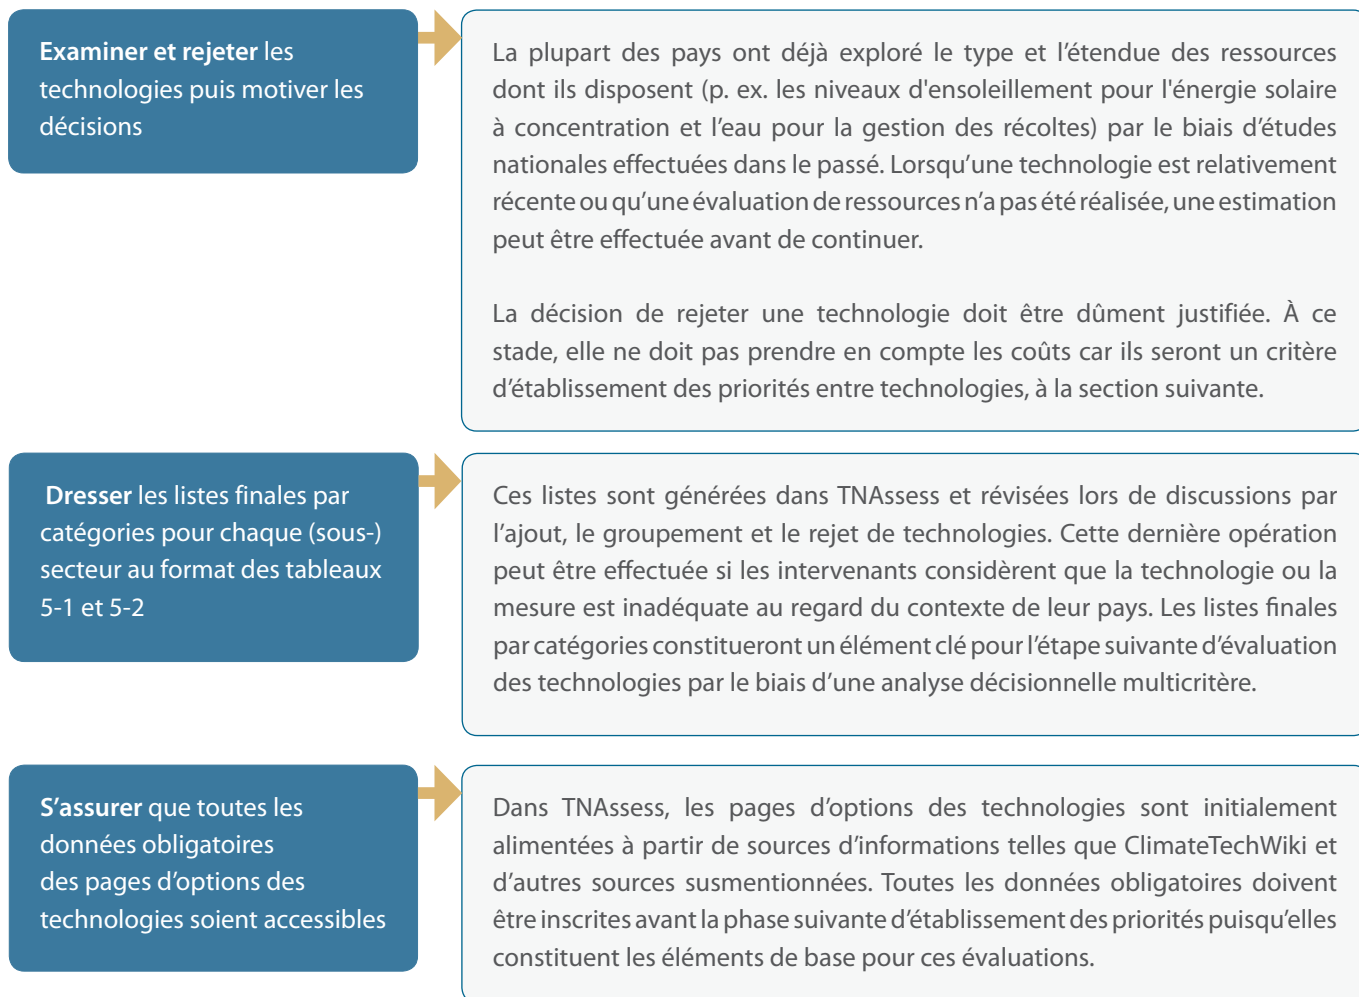 Examiner et rejeter les
technologies puis motiver les
décisions
La plupart des pays ont déjà exploré le type et l’étendue des ressources
dont ils disposent (p. ex. les niveaux d'ensoleillement pour l'énergie solaire
à concentration et l’eau pour la gestion des récoltes) par le biais d’études
nationales effectuées dans le passé. Lorsqu’une technologie est relativement
récente ou qu’une évaluation de ressources n’a pas été réalisée, une estimation
peut être effectuée avant de continuer.
La décision de rejeter une technologie doit être dûment justifiée. À ce
stade, elle ne doit pas prendre en compte les coûts car ils seront un critère
d’établissement des priorités entre technologies, à la section suivante.
Dresser les listes finales par
catégories pour chaque (sous-)
secteur au format des tableaux
5-1 et 5-2
Ces listes sont générées dans TNAssess et révisées lors de discussions par
l’ajout, le groupement et le rejet de technologies. Cette dernière opération
peut être effectuée si les intervenants considèrent que la technologie ou la
mesure est inadéquate au regard du contexte de leur pays. Les listes finales
par catégories constitueront un élément clé pour l’étape suivante d’évaluation
des technologies par le biais d’une analyse décisionnelle multicritère.
S’assurer que toutes les
données obligatoires
des pages d’options des
technologies soient accessibles
Dans TNAssess, les pages d’options des technologies sont initialement
alimentées à partir de sources d’informations telles que ClimateTechWiki et
d’autres sources susmentionnées. Toutes les données obligatoires doivent
être inscrites avant la phase suivante d’établissement des priorités puisqu’elles
constituent les éléments de base pour ces évaluations.